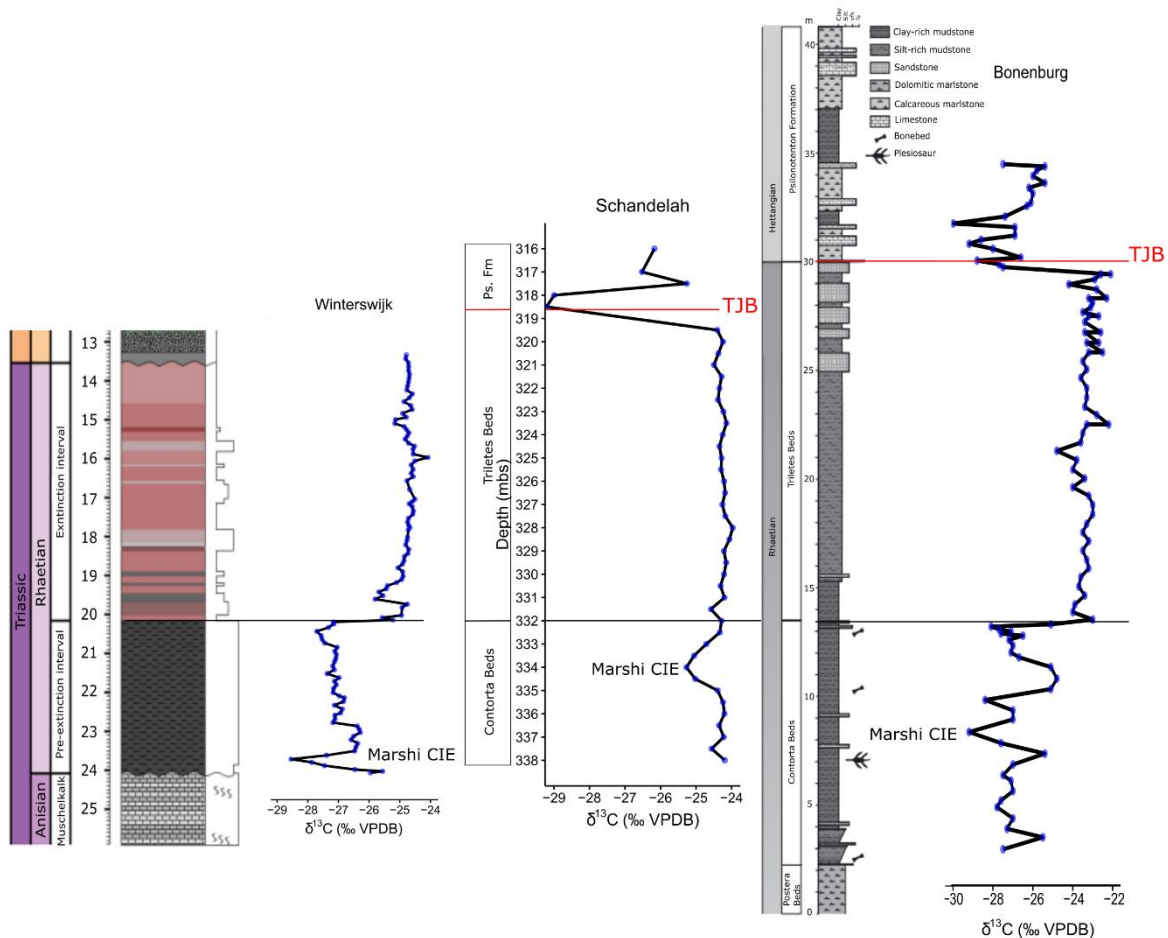 Winterswijk
Triassic
Rhaetian
Anisian
Exntinction interval
Pre-extinction interval
Muschelkalk
13
14
15
16
17
18
19
20
21
22
23
24
25
Marshi CIE
−29 −28 −27 −26 −25 −24
δ¹³C (‰ VPDB)
Schandelah
Ps. Fm
Triletes Beds
Contorta Beds
Depth (mbs)
316
317
318
319
320
321
322
323
324
325
326
327
328
329
330
331
332
333
334
335
336
337
338
TJB
Marshi CIE
−29 −28 −27 −26 −25 −24
δ¹³C (‰ VPDB)
Bonenburg
Hettangian
Rhaetian
Psilonotenton Formation
Triletes Beds
Contorta Beds
Postera Beds
m
Clay
Silt
40
35
30
25
20
15
10
5
0
Clay-rich mudstone
Silt-rich mudstone
Sandstone
Dolomitic marlstone
Calcareous marlstone
Limestone
Bonebed
Plesiosaur
TJB
Marshi CIE
−30 −28 −26 −24 −22
δ¹³C (‰ VPDB)